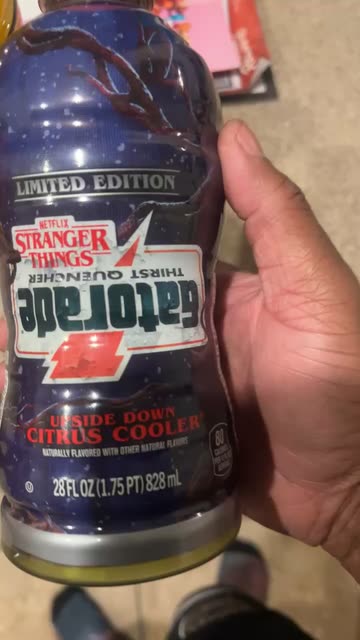 LIMITED EDITION
NETFLIX
STRANGER
THINGS
THIRST QUENCHER
Gatorade
UPSIDE DOWN
CITRUS COOLER
NATURALLY FLAVORED WITH OTHER NATURAL FLAVORS
28 FL OZ (1.75 PT) 828 mL
80